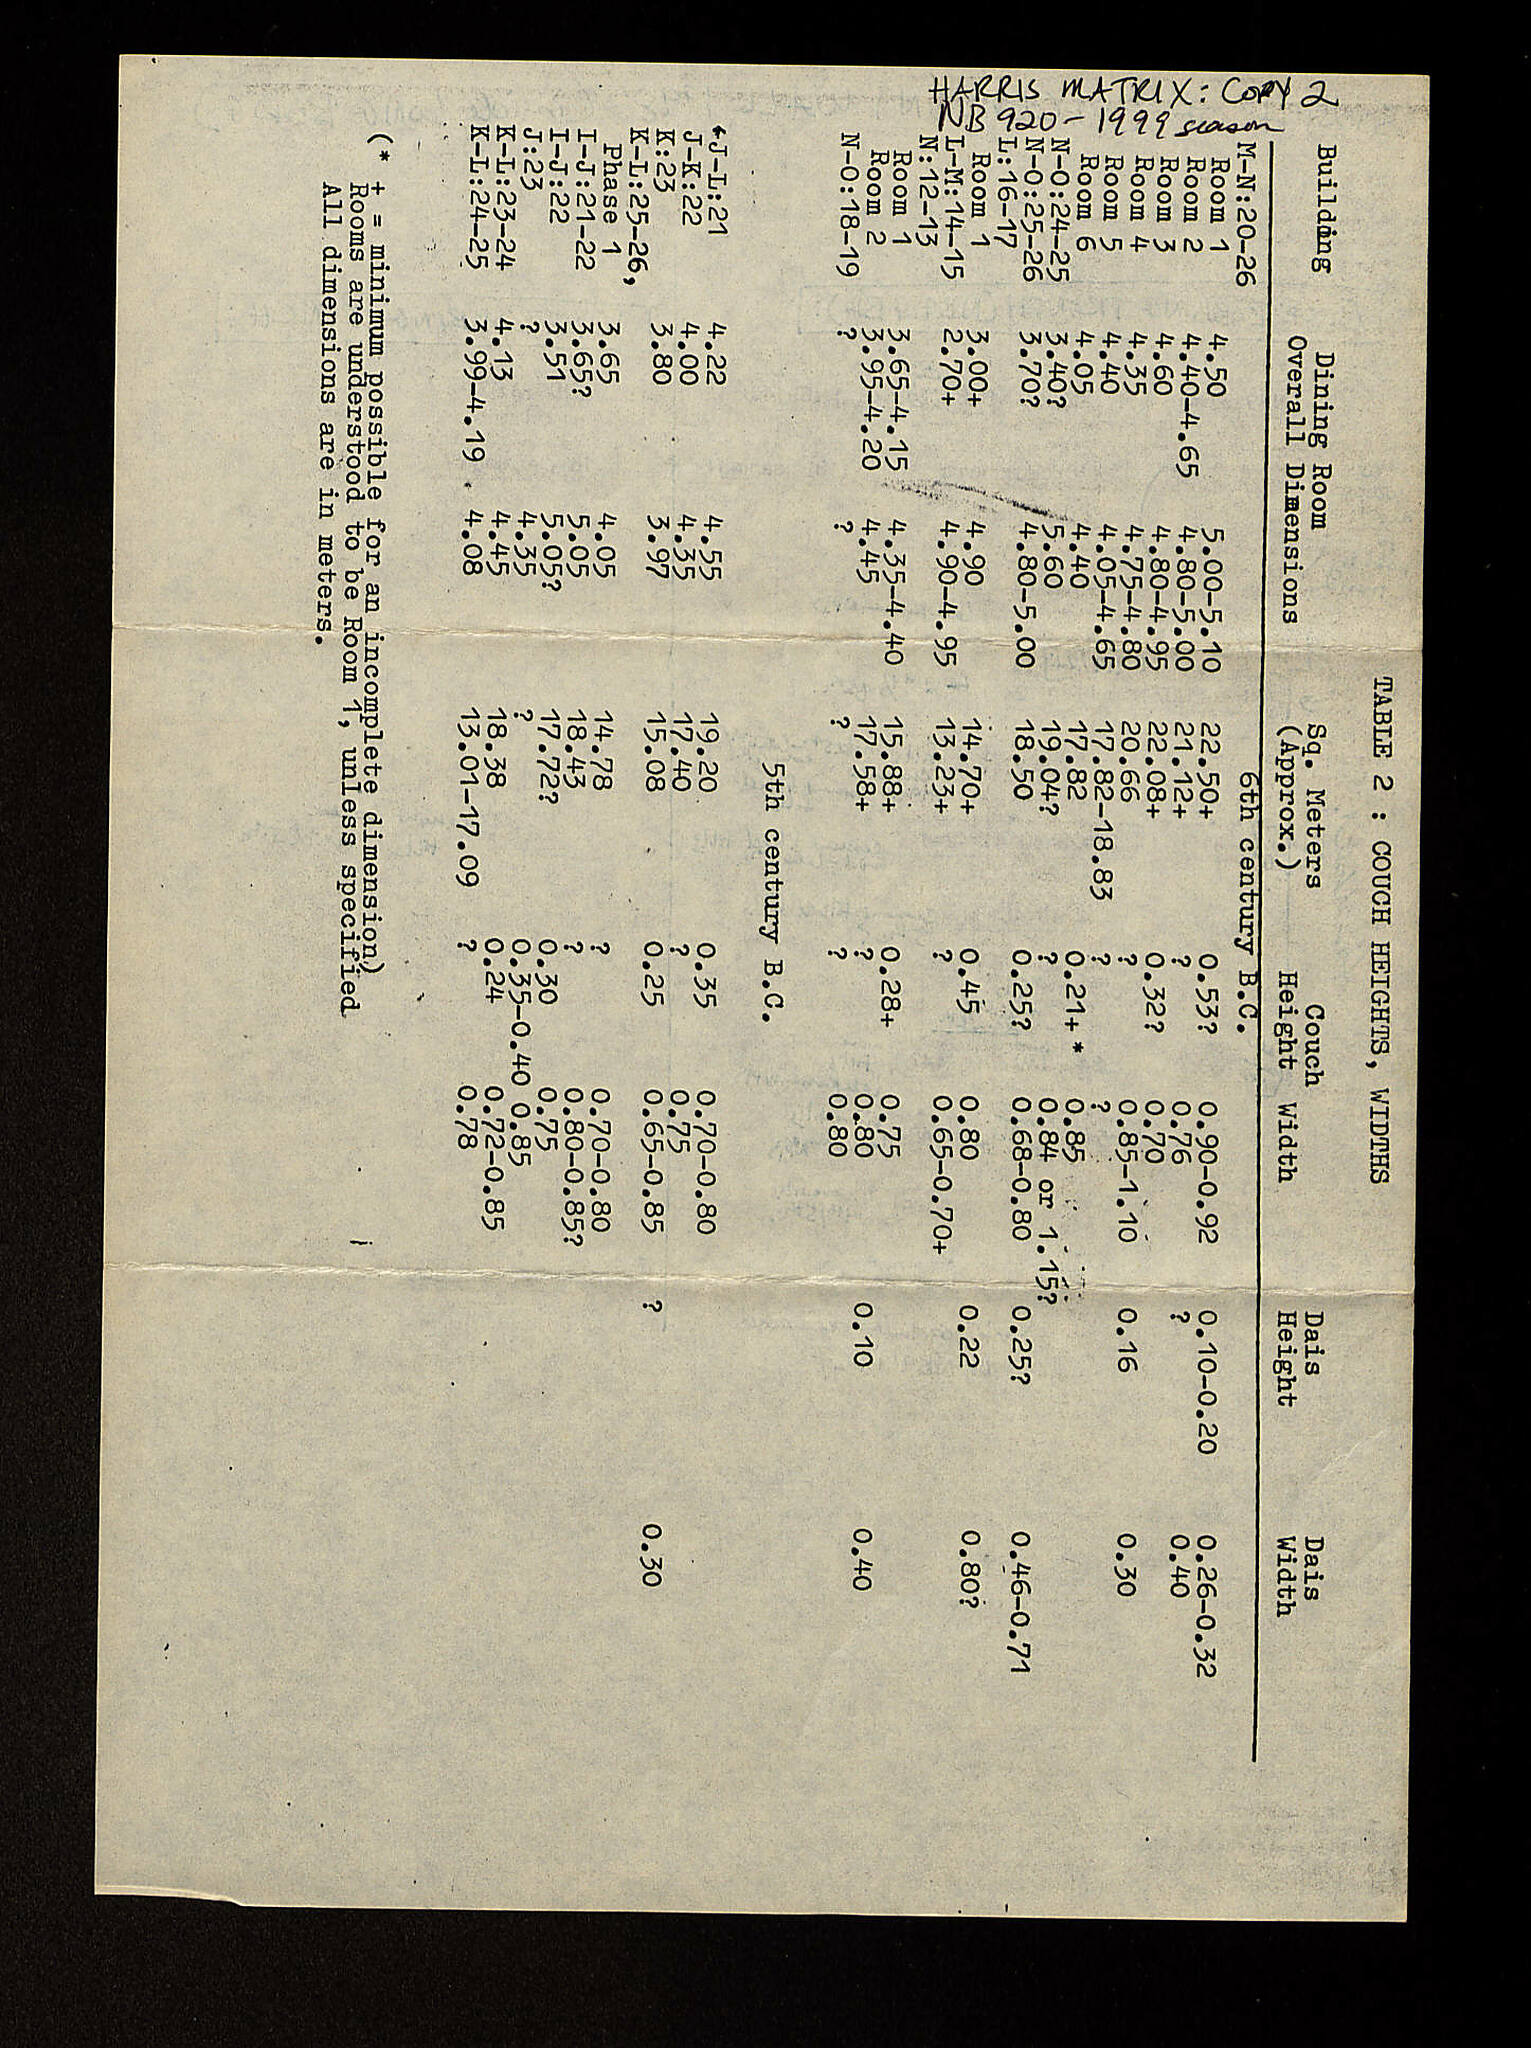 HARRIS MATRIX: COPY 2
NB 920 - 1999 season
TABLE 2 : COUCH HEIGHTS, WIDTHS
Building Dining Room Sq. Meters Couch Dais Dais
Overall Dimensions (Approx.) Height Width Height Width
6th century B.C.
M-N:20-26
Room 1 4.50 5.00-5.10 22.50+ 0.53? 0.90-0.92 0.10-0.20 0.26-0.32
Room 2 4.40-4.65 4.80-5.00 21.12+ ? 0.76 ? 0.40
Room 3 4.60 4.80-4.95 22.08+ 0.32? 0.70
Room 4 4.35 4.75-4.80 20.66 ? 0.85-1.10 0.16 0.30
Room 5 4.40 4.05-4.65 17.82-18.83 ? ?
Room 6 4.05 4.40 17.82 0.21+ * 0.85
N-O:24-25 3.40? 5.60 19.04? ? 0.84 or 1.15?
N-O:25-26 3.70? 4.80-5.00 18.50 0.25? 0.68-0.80 0.25? 0.46-0.71
L:16-17
Room 1 3.00+ 4.90 14.70+ 0.45 0.80 0.22 0.80?
L-M:14-15 2.70+ 4.90-4.95 13.23+ ? 0.65-0.70+
N:12-13
Room 1 3.65-4.15 4.35-4.40 15.88+ 0.28+ 0.75
Room 2 3.95-4.20 4.45 17.58+ ? 0.80 0.10 0.40
N-O:18-19 ? ? ? ? 0.80
5th century B.C.
J-L:21 4.22 4.55 19.20 0.35 0.70-0.80
J-K:22 4.00 4.35 17.40 ? 0.75
K:23 3.80 3.97 15.08 0.25 0.65-0.85 ? 0.30
K-L:25-26,
Phase 1 3.65 4.05 14.78 ? 0.70-0.80
I-J:21-22 3.65? 5.05 18.43 ? 0.80-0.85?
I-J:22 3.51 5.05? 17.72? 0.30 0.75
J:23 ? 4.35 ? 0.35-0.40 0.85
K-L:23-24 4.13 4.45 18.38 0.24 0.72-0.85
K-L:24-25 3.99-4.19 4.08 13.01-17.09 ? 0.78
(* + = minimum possible for an incomplete dimension)
Rooms are understood to be Room 1, unless specified
All dimensions are in meters.